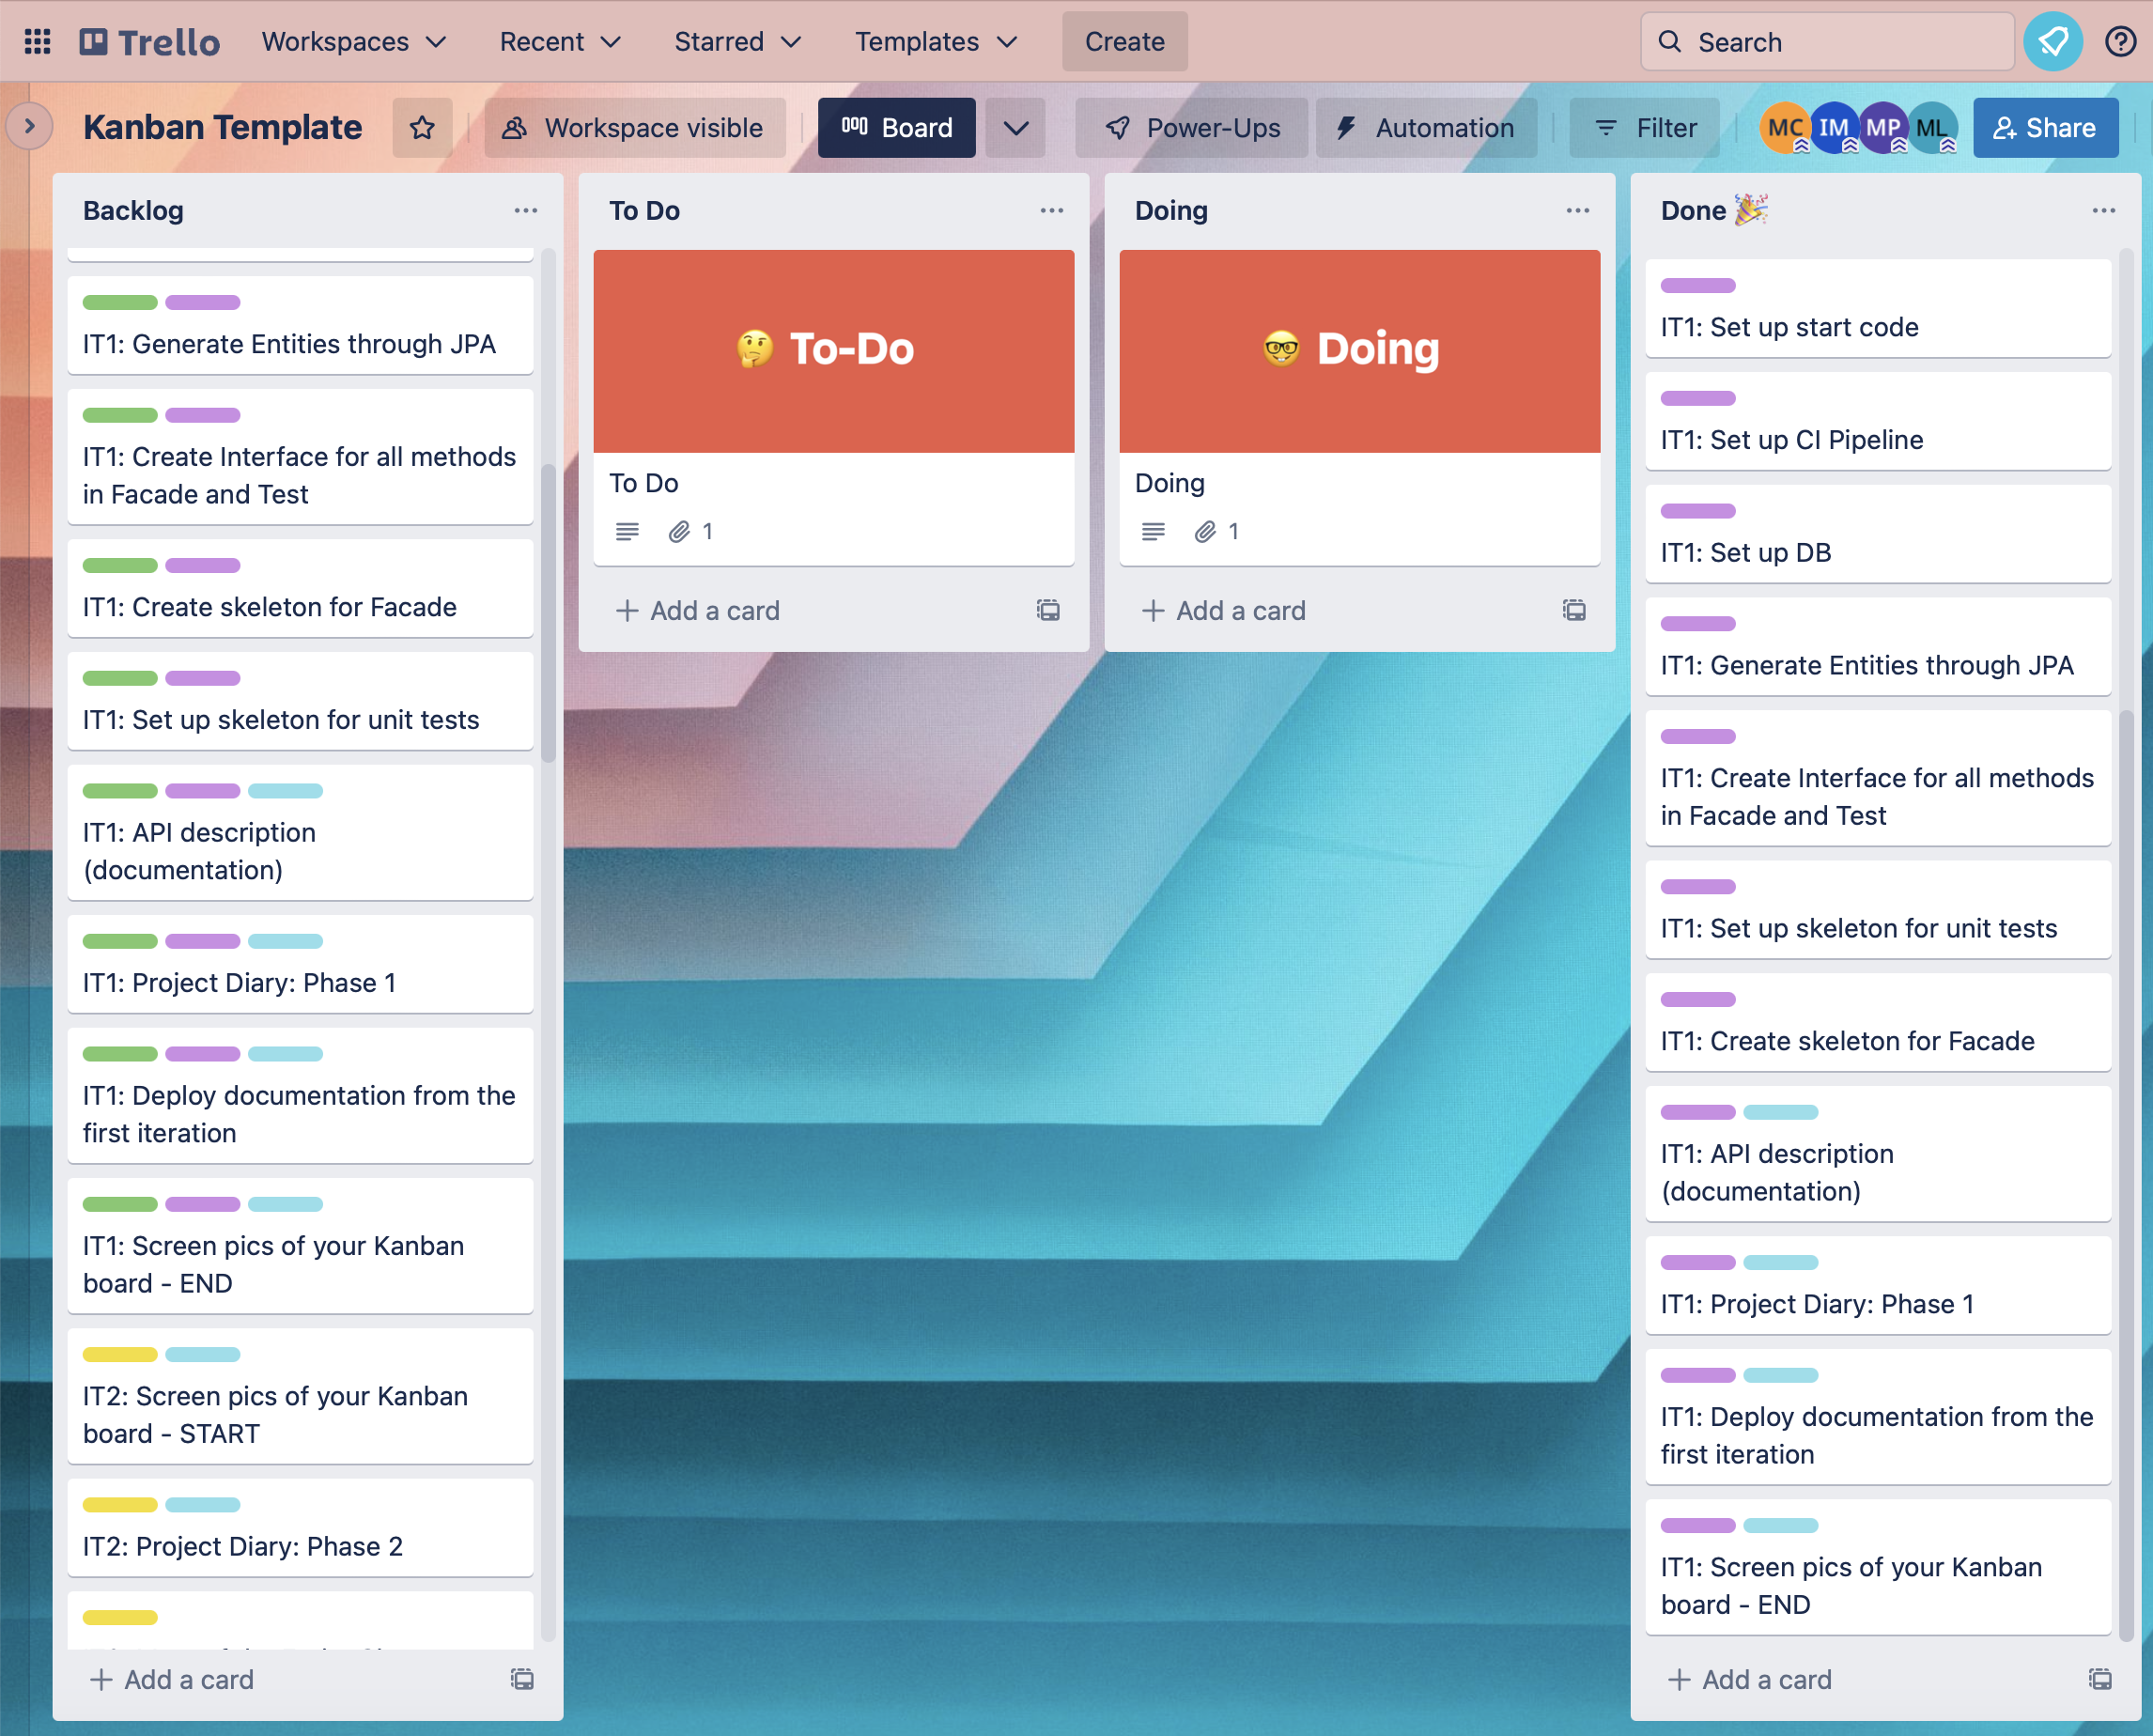 Trello
Workspaces
Recent
Starred
Templates
Create
Search
Kanban Template
Workspace visible
Board
Power-Ups
Automation
Filter
MC
IM
MP
ML
Share
Backlog
IT1: Generate Entities through JPA
IT1: Create Interface for all methods
in Facade and Test
IT1: Create skeleton for Facade
IT1: Set up skeleton for unit tests
IT1: API description
(documentation)
IT1: Project Diary: Phase 1
IT1: Deploy documentation from the
first iteration
IT1: Screen pics of your Kanban
board - END
IT2: Screen pics of your Kanban
board - START
IT2: Project Diary: Phase 2
+ Add a card
To Do
🤔 To-Do
To Do
1
+ Add a card
Doing
🤓 Doing
Doing
1
+ Add a card
Done 🎉
IT1: Set up start code
IT1: Set up CI Pipeline
IT1: Set up DB
IT1: Generate Entities through JPA
IT1: Create Interface for all methods
in Facade and Test
IT1: Set up skeleton for unit tests
IT1: Create skeleton for Facade
IT1: API description
(documentation)
IT1: Project Diary: Phase 1
IT1: Deploy documentation from the
first iteration
IT1: Screen pics of your Kanban
board - END
+ Add a card